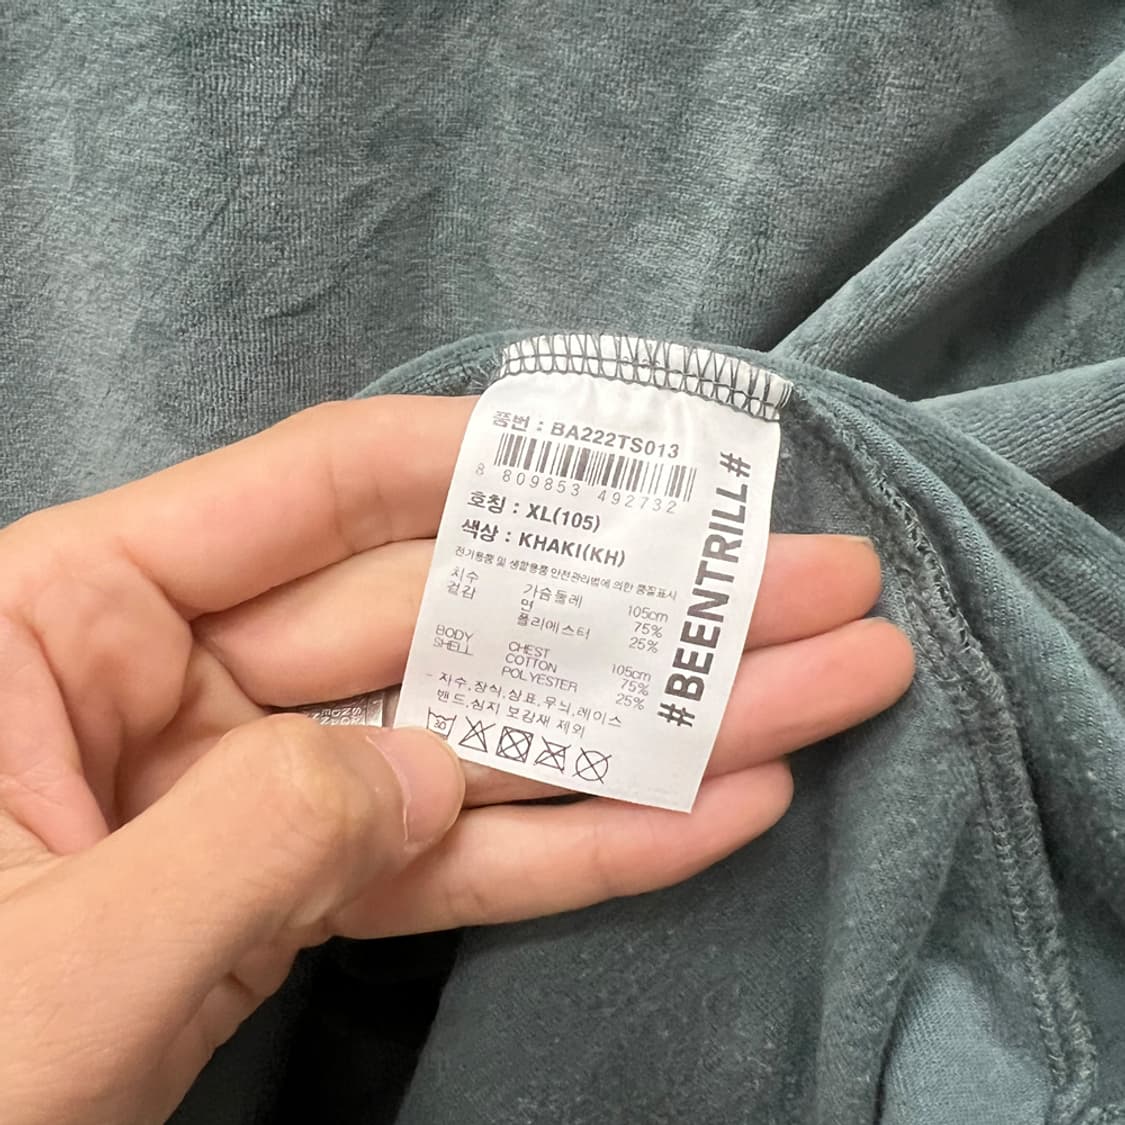 품번 : BA222TS013
8 809853 492732
호칭 : XL(105)
색상 : KHAKI(KH)
전기용품 및 생활용품 안전관리법에 의한 품질표시
치수 가슴둘레 105cm
겉감 면 75%
폴리에스터 25%
BODY CHEST 105cm
SHELL COTTON 75%
POLYESTER 25%
- 자수,장식,상표,무늬,레이스
밴드,심지 보강재 제외
30
#BEENTRILL#